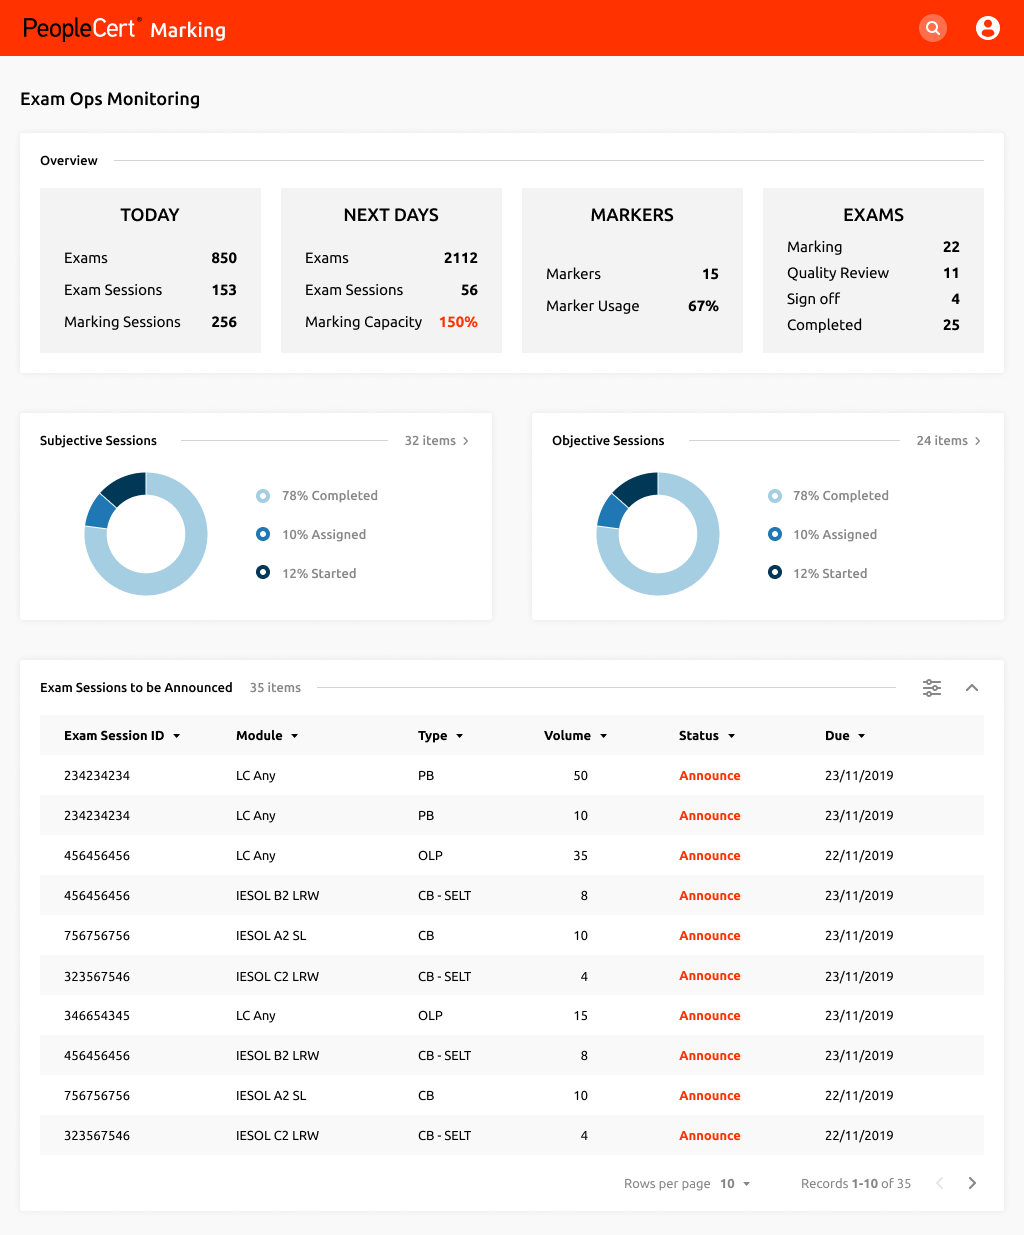 PeopleCert® Marking
Exam Ops Monitoring
Overview
TODAY
Exams 850
Exam Sessions 153
Marking Sessions 256
NEXT DAYS
Exams 2112
Exam Sessions 56
Marking Capacity 150%
MARKERS
Markers 15
Marker Usage 67%
EXAMS
Marking 22
Quality Review 11
Sign off 4
Completed 25
Subjective Sessions 32 items
78% Completed
10% Assigned
12% Started
Objective Sessions 24 items
78% Completed
10% Assigned
12% Started
Exam Sessions to be Announced 35 items
Exam Session ID Module Type Volume Status Due
234234234 LC Any PB 50 Announce 23/11/2019
234234234 LC Any PB 10 Announce 23/11/2019
456456456 LC Any OLP 35 Announce 22/11/2019
456456456 IESOL B2 LRW CB - SELT 8 Announce 23/11/2019
756756756 IESOL A2 SL CB 10 Announce 23/11/2019
323567546 IESOL C2 LRW CB - SELT 4 Announce 23/11/2019
346654345 LC Any OLP 15 Announce 23/11/2019
456456456 IESOL B2 LRW CB - SELT 8 Announce 23/11/2019
756756756 IESOL A2 SL CB 10 Announce 22/11/2019
323567546 IESOL C2 LRW CB - SELT 4 Announce 22/11/2019
Rows per page 10 Records 1-10 of 35